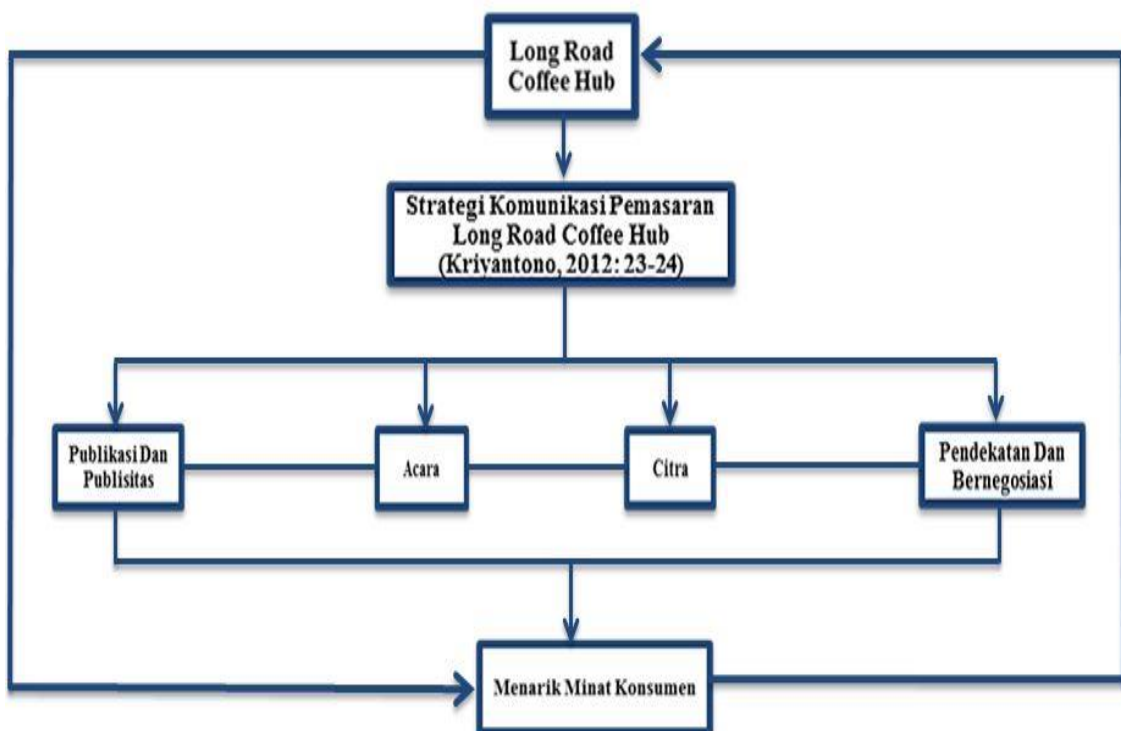 Long Road
Coffee Hub
Strategi Komunikasi Pemasaran
Long Road Coffee Hub
(Kriyantono, 2012: 23-24)
Publikasi Dan
Publisitas
Acara
Citra
Pendekatan Dan
Bernegosiasi
Menarik Minat Konsumen